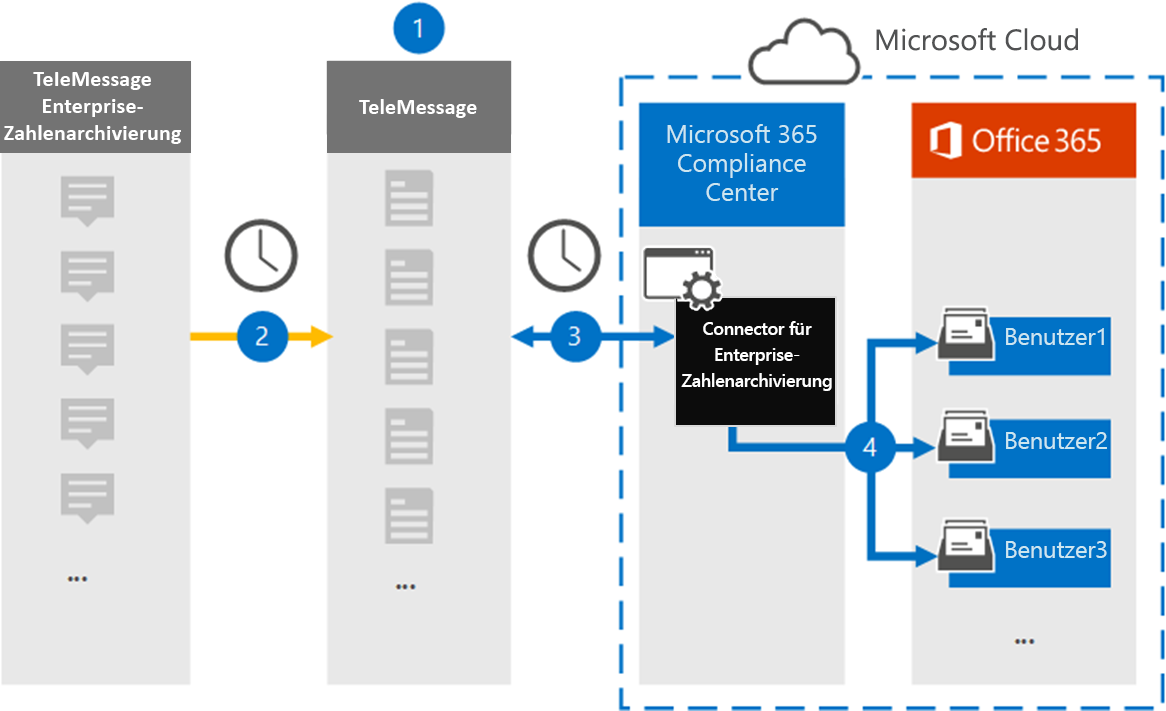 1
Microsoft Cloud
TeleMessage
Enterprise-
Zahlenarchivierung
TeleMessage
Microsoft 365
Compliance
Center
Office 365
2
3
Connector für
Enterprise-
Zahlenarchivierung
4
Benutzer1
Benutzer2
Benutzer3
...
...
...